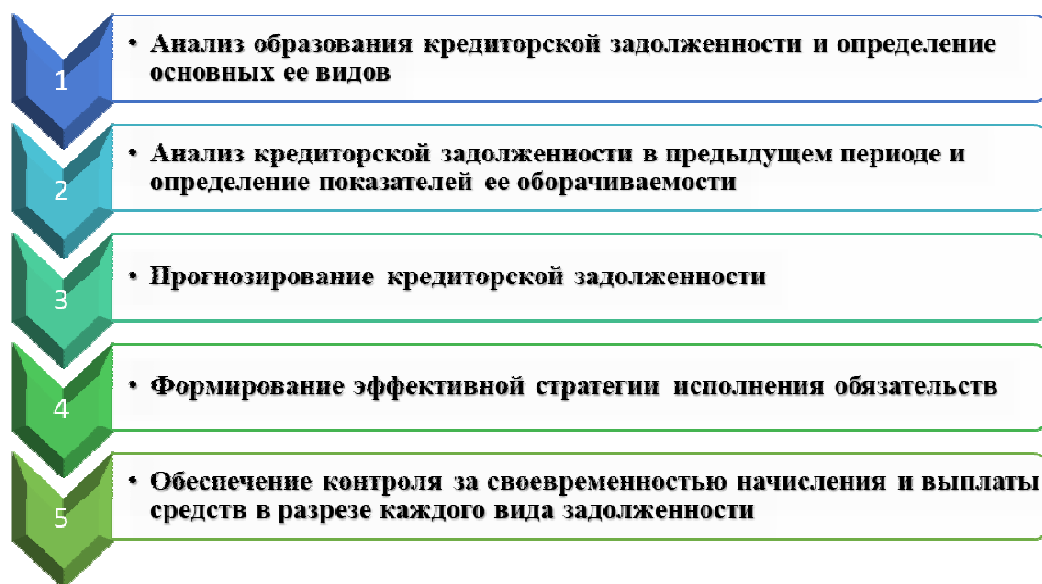 1
• Анализ образования кредиторской задолженности и определение
основных ее видов
2
• Анализ кредиторской задолженности в предыдущем периоде и
определение показателей ее оборачиваемости
3
• Прогнозирование кредиторской задолженности
4
• Формирование эффективной стратегии исполнения обязательств
5
• Обеспечение контроля за своевременностью начисления и выплаты
средств в разрезе каждого вида задолженности